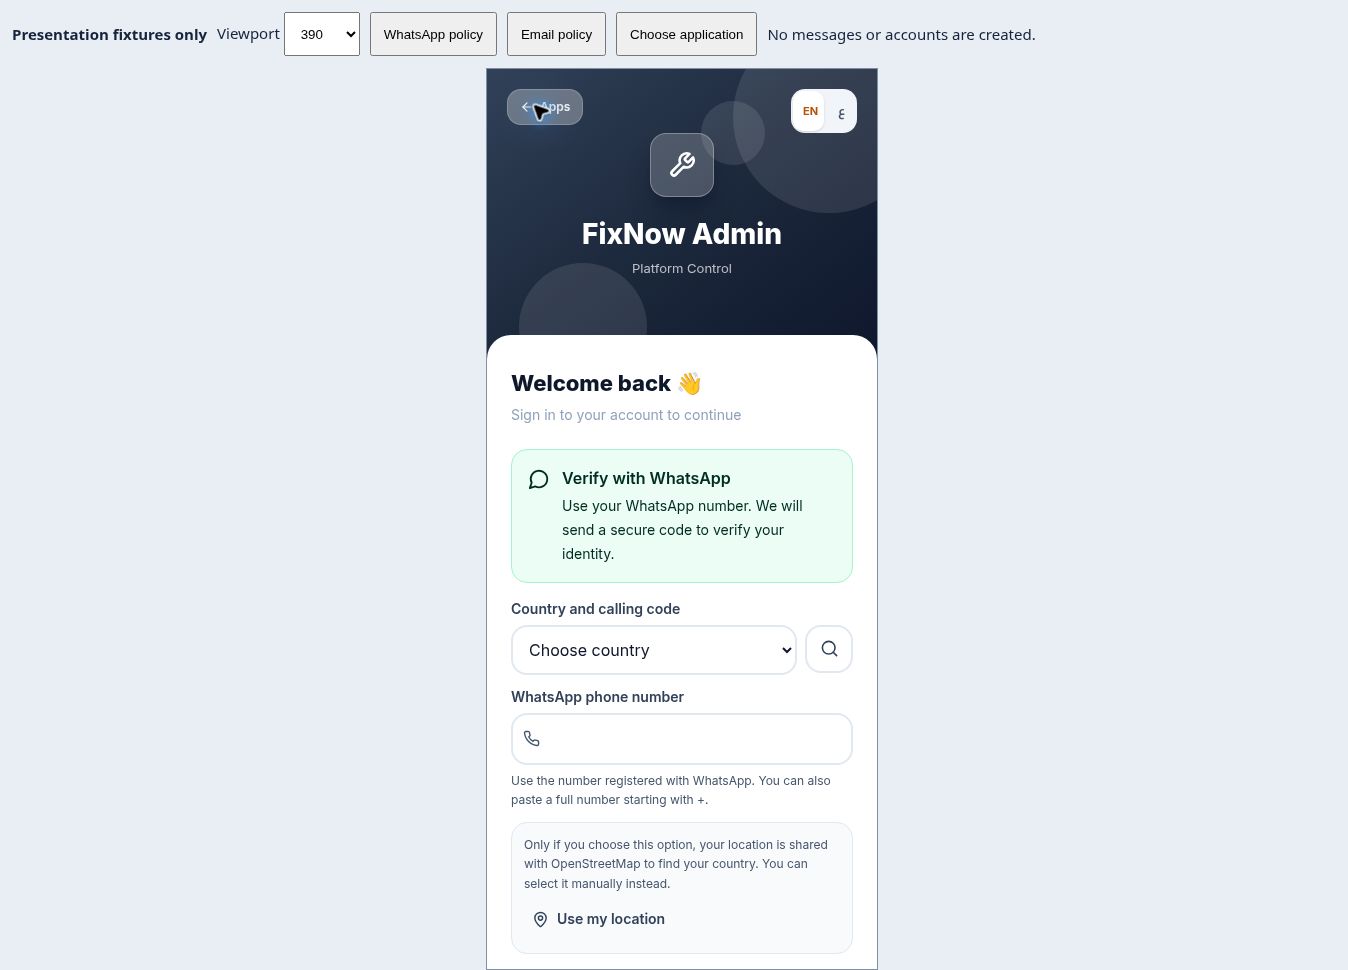 Presentation fixtures only Viewport 390 WhatsApp policy Email policy Choose application No messages or accounts are created.
Apps
EN ع
FixNow Admin
Platform Control
Welcome back 👋
Sign in to your account to continue
Verify with WhatsApp
Use your WhatsApp number. We will
send a secure code to verify your
identity.
Country and calling code
Choose country
WhatsApp phone number
Use the number registered with WhatsApp. You can also
paste a full number starting with +.
Only if you choose this option, your location is shared
with OpenStreetMap to find your country. You can
select it manually instead.
Use my location